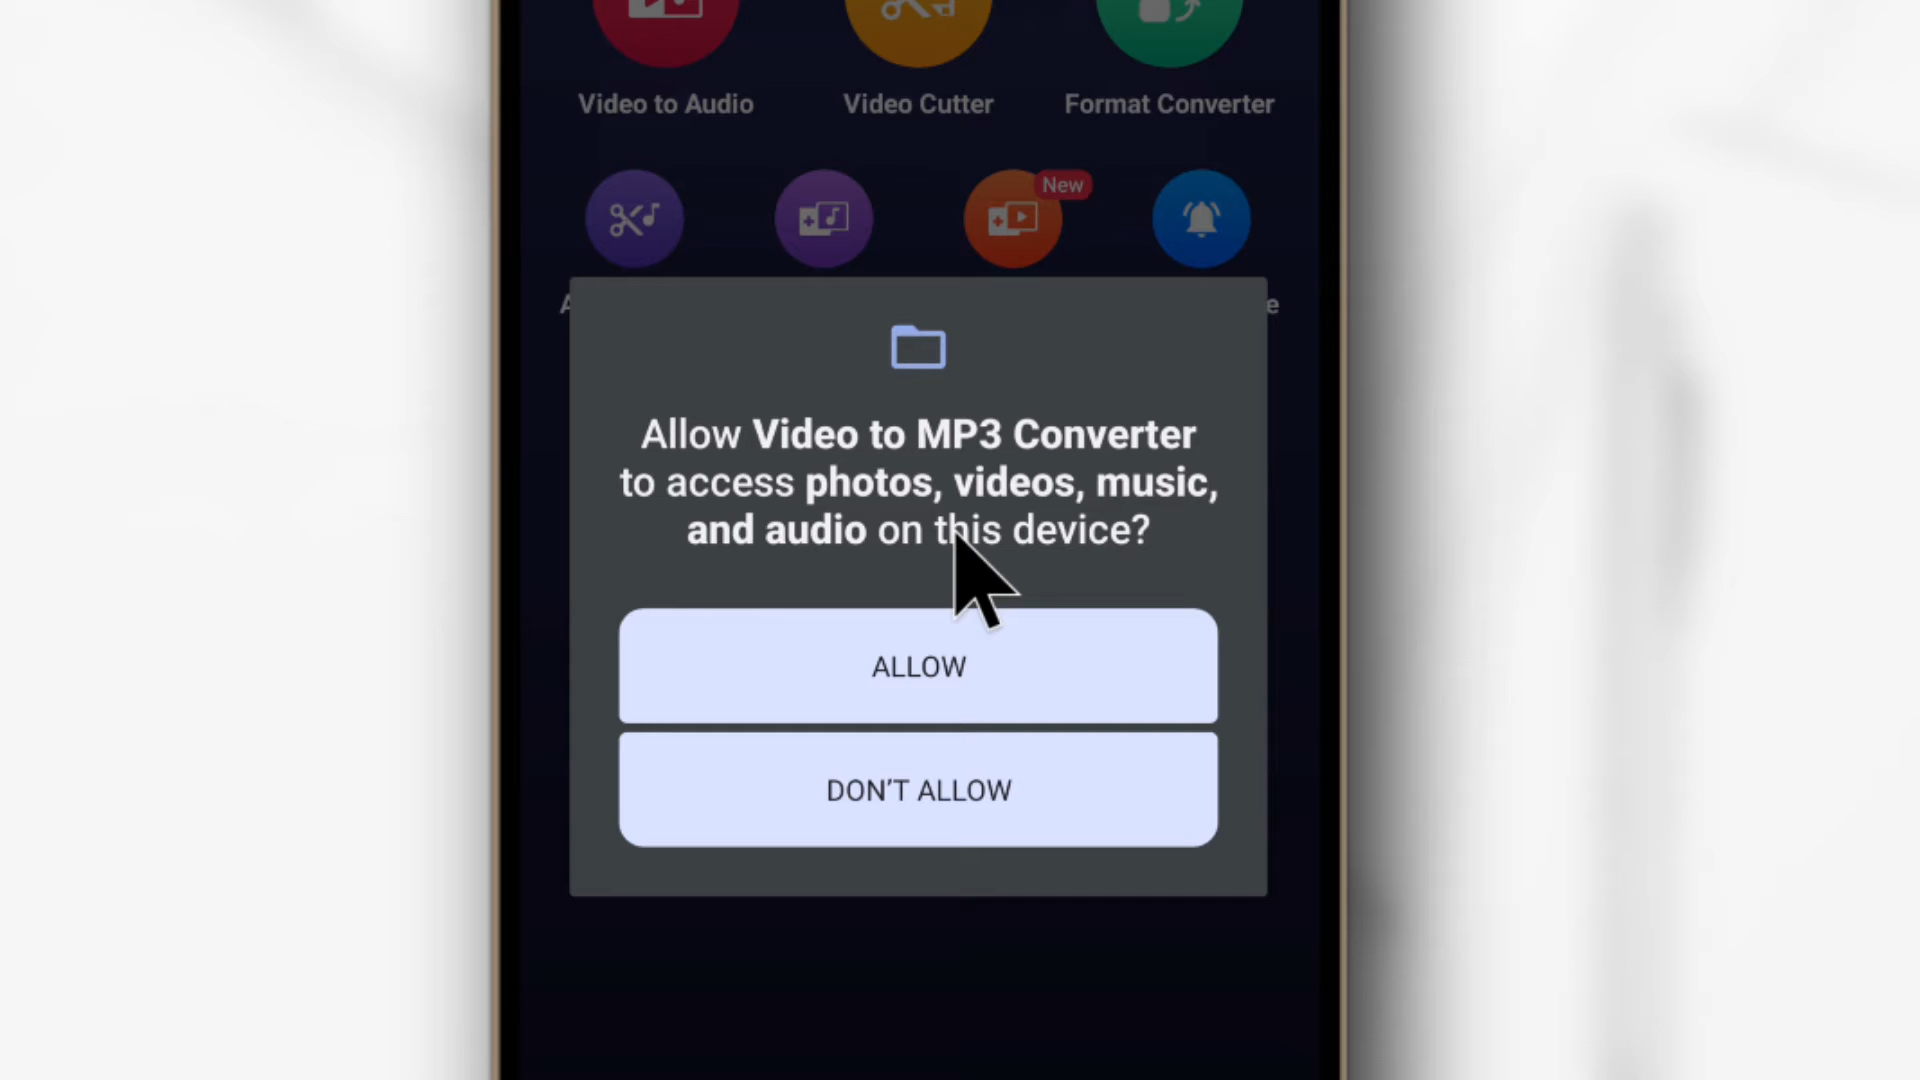 Video to Audio
Video Cutter
Format Converter
New
Allow Video to MP3 Converter
to access photos, videos, music,
and audio on this device?
ALLOW
DON'T ALLOW